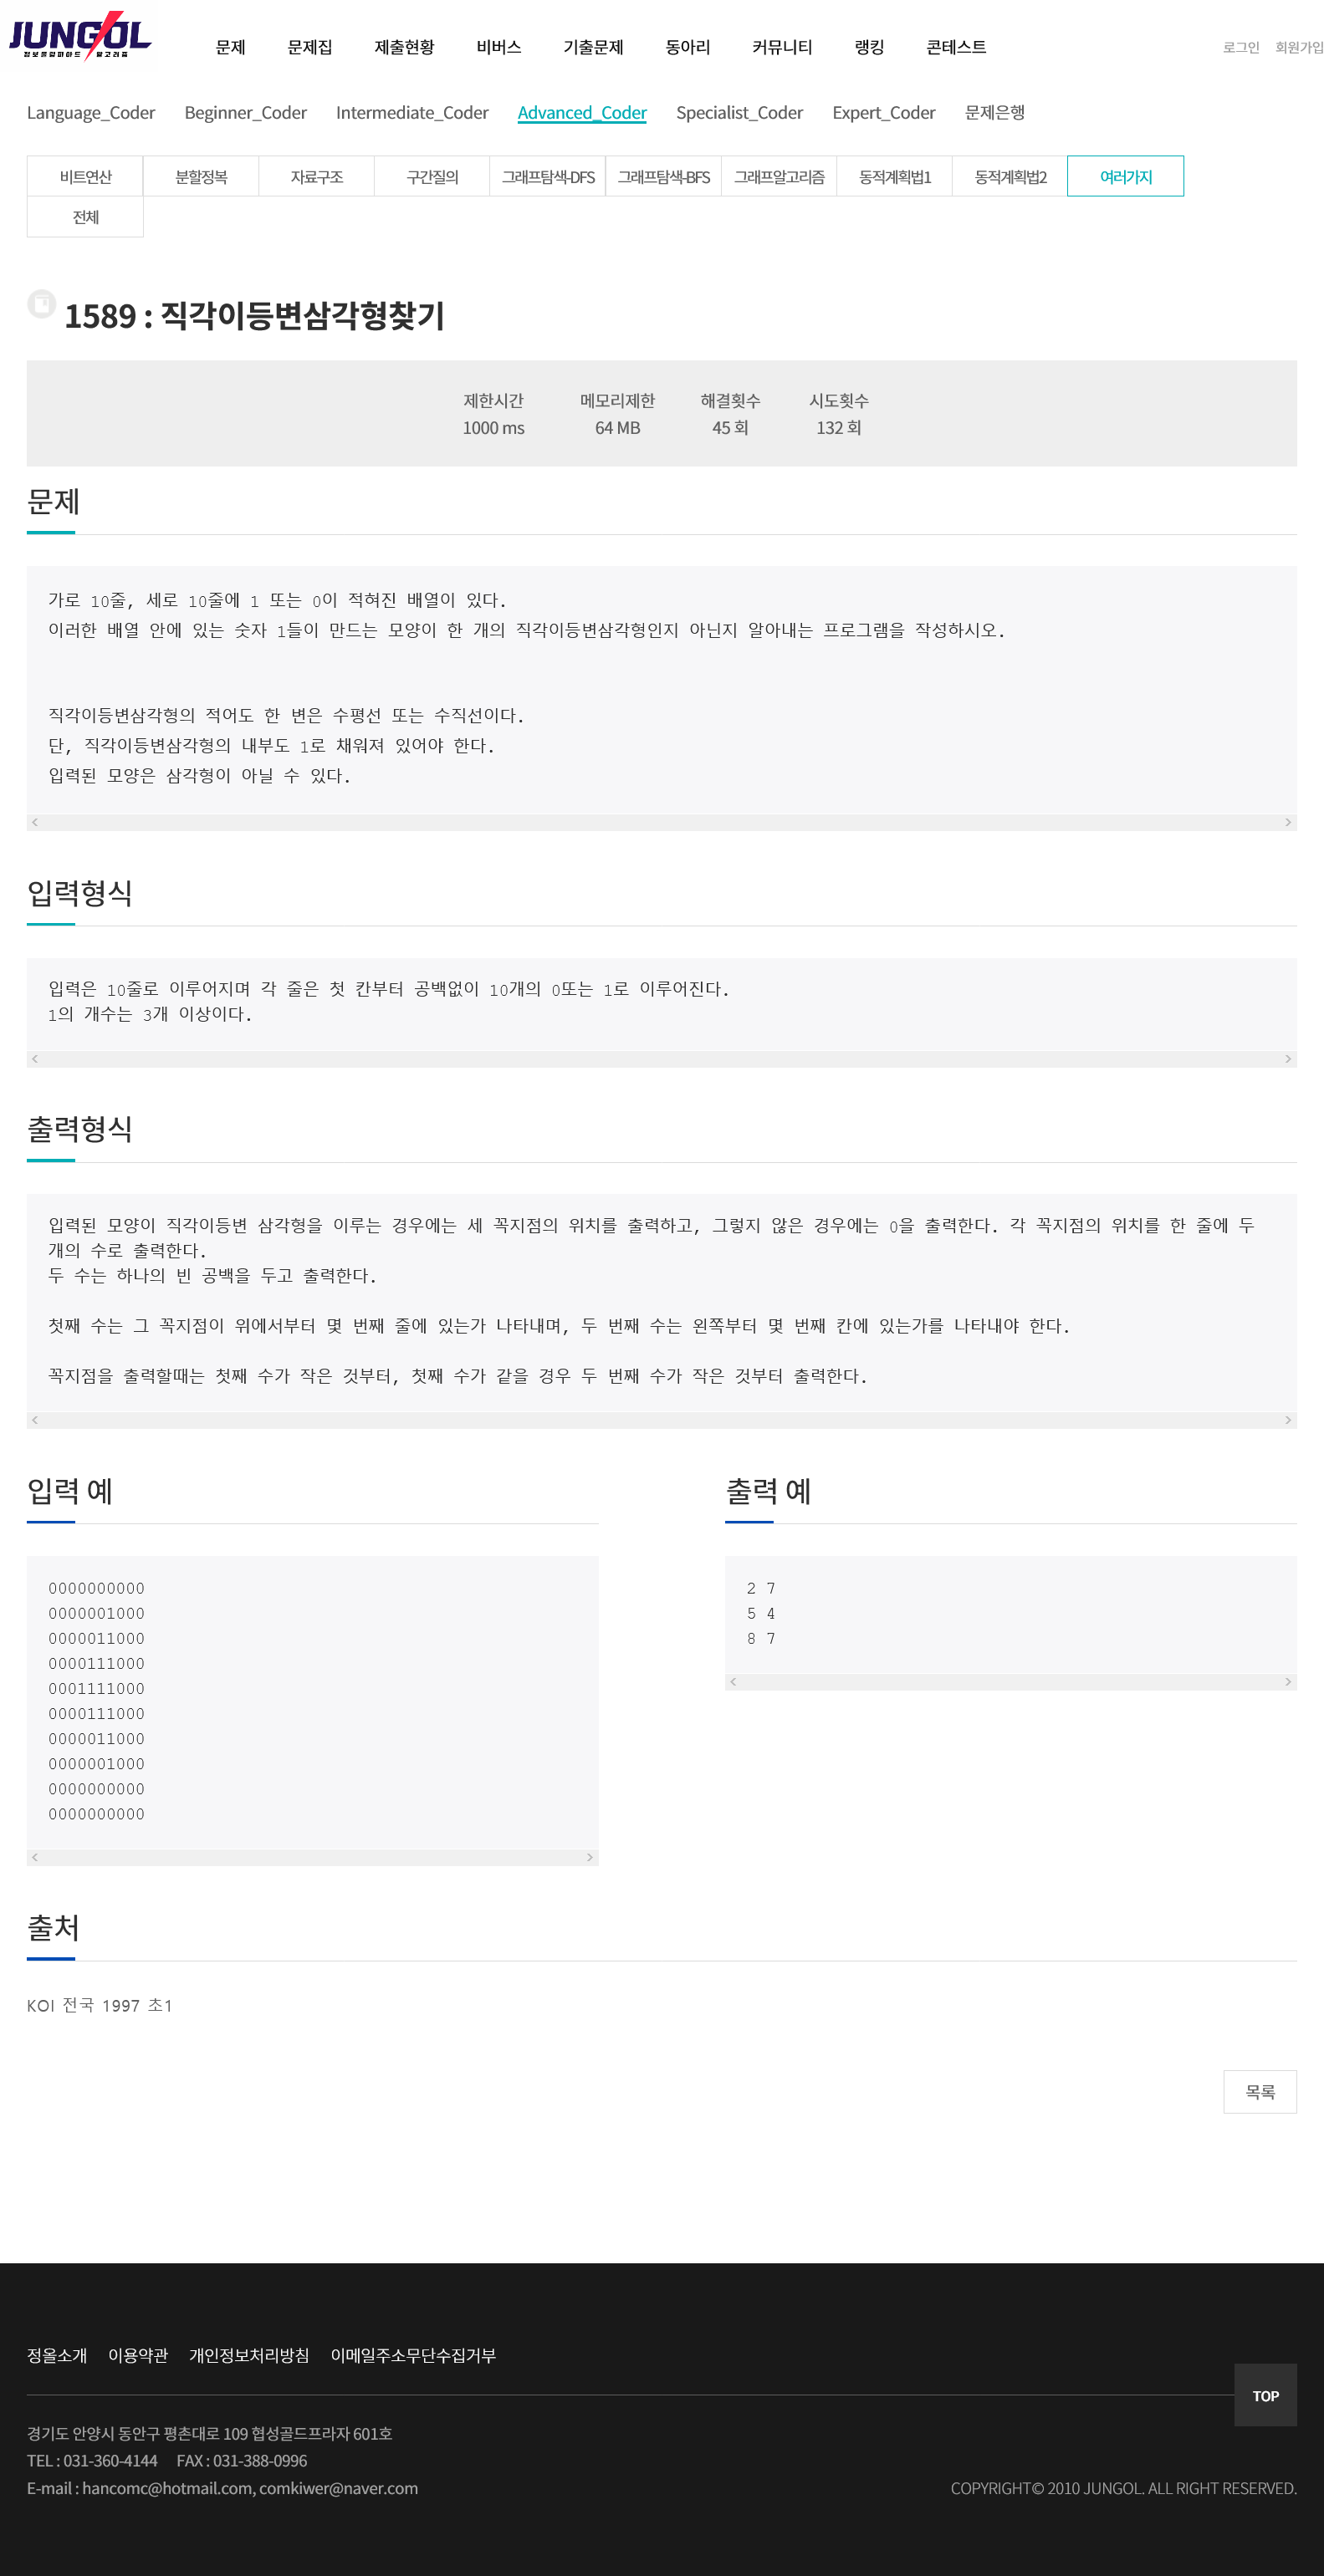 JUNGOL
정보올림피아드 알고리즘
문제 문제집 제출현황 비버스 기출문제 동아리 커뮤니티 랭킹 콘테스트 로그인 회원가입
Language_Coder Beginner_Coder Intermediate_Coder Advanced_Coder Specialist_Coder Expert_Coder 문제은행
비트연산 분할정복 자료구조 구간질의 그래프탐색-DFS 그래프탐색-BFS 그래프알고리즘 동적계획법1 동적계획법2 여러가지
전체
1589 : 직각이등변삼각형찾기
제한시간 메모리제한 해결횟수 시도횟수
1000 ms 64 MB 45 회 132 회
문제
가로 10줄, 세로 10줄에 1 또는 0이 적혀진 배열이 있다.
이러한 배열 안에 있는 숫자 1들이 만드는 모양이 한 개의 직각이등변삼각형인지 아닌지 알아내는 프로그램을 작성하시오.
직각이등변삼각형의 적어도 한 변은 수평선 또는 수직선이다.
단, 직각이등변삼각형의 내부도 1로 채워져 있어야 한다.
입력된 모양은 삼각형이 아닐 수 있다.
입력형식
입력은 10줄로 이루어지며 각 줄은 첫 칸부터 공백없이 10개의 0또는 1로 이루어진다.
1의 개수는 3개 이상이다.
출력형식
입력된 모양이 직각이등변 삼각형을 이루는 경우에는 세 꼭지점의 위치를 출력하고, 그렇지 않은 경우에는 0을 출력한다. 각 꼭지점의 위치를 한 줄에 두
개의 수로 출력한다.
두 수는 하나의 빈 공백을 두고 출력한다.
첫째 수는 그 꼭지점이 위에서부터 몇 번째 줄에 있는가 나타내며, 두 번째 수는 왼쪽부터 몇 번째 칸에 있는가를 나타내야 한다.
꼭지점을 출력할때는 첫째 수가 작은 것부터, 첫째 수가 같을 경우 두 번째 수가 작은 것부터 출력한다.
입력 예
0000000000
0000001000
0000011000
0000111000
0001111000
0000111000
0000011000
0000001000
0000000000
0000000000
출력 예
2 7
5 4
8 7
출처
KOI 전국 1997 초1
목록
정올소개 이용약관 개인정보처리방침 이메일주소무단수집거부
TOP
경기도 안양시 동안구 평촌대로 109 협성골드프라자 601호
TEL : 031-360-4144 FAX : 031-388-0996
E-mail : hancomc@hotmail.com, comkiwer@naver.com
COPYRIGHT© 2010 JUNGOL. ALL RIGHT RESERVED.